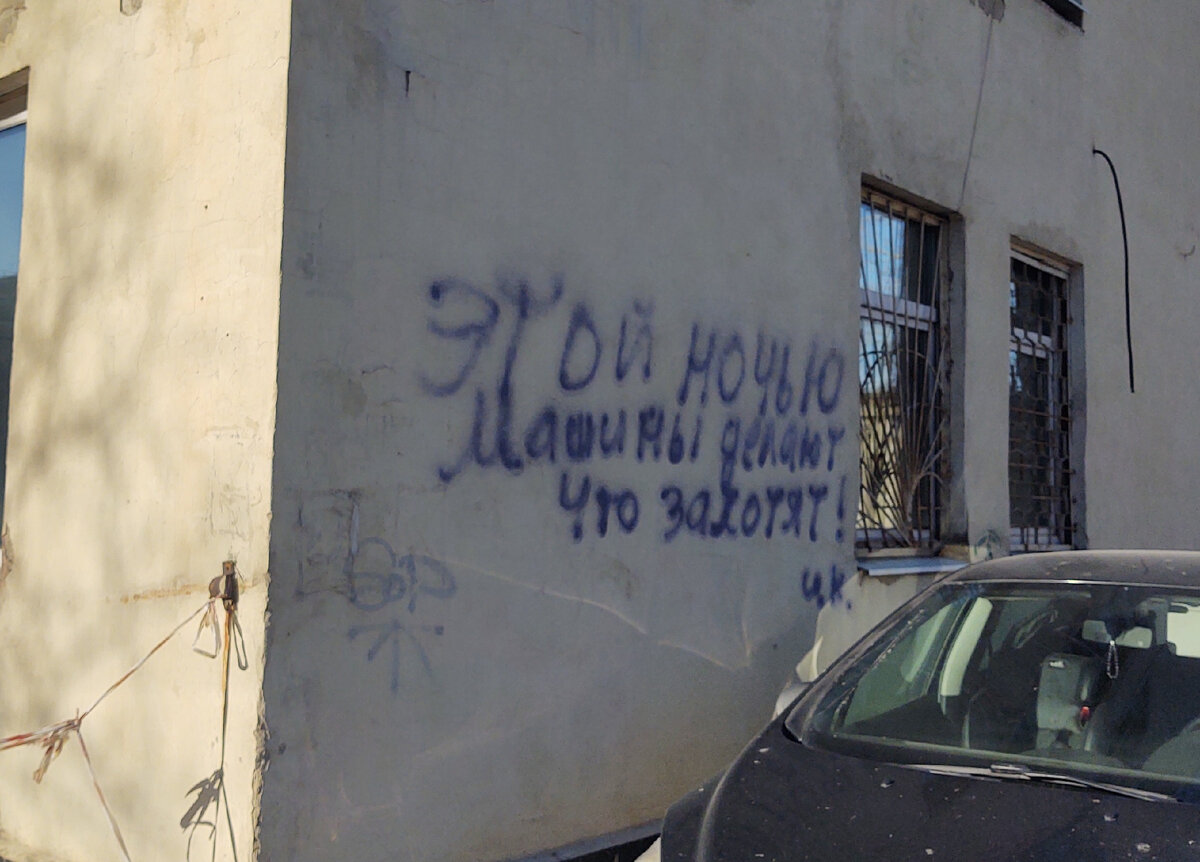 Этой ночью
Машины делают
что захотят!
ц.к.